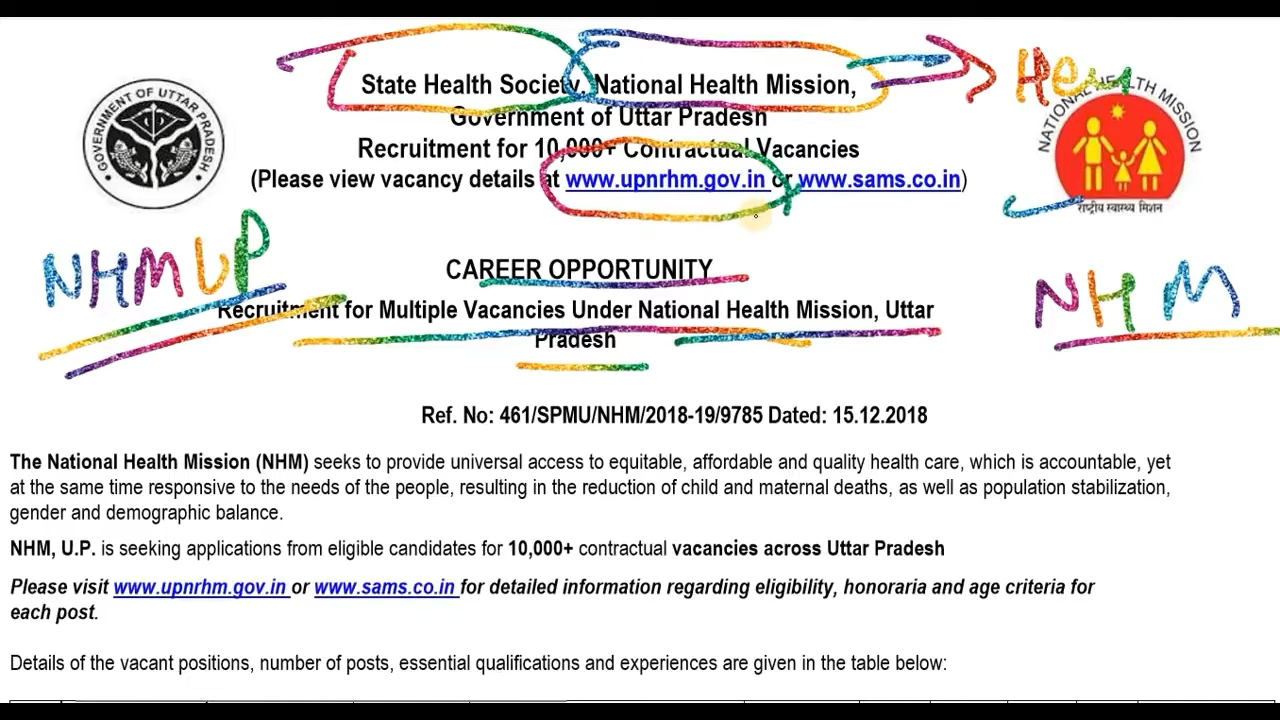 State Health Society, National Health Mission,
Government of Uttar Pradesh
Recruitment for 10,000+ Contractual Vacancies
(Please view vacancy details at www.upnrhm.gov.in or www.sams.co.in)
GOVERNMENT OF UTTAR PRADESH
NATIONAL HEALTH MISSION
राष्ट्रीय स्वास्थ्य मिशन
NHM UP
NHM
CAREER OPPORTUNITY
Recruitment for Multiple Vacancies Under National Health Mission, Uttar
Pradesh
Ref. No: 461/SPMU/NHM/2018-19/9785 Dated: 15.12.2018
The National Health Mission (NHM) seeks to provide universal access to equitable, affordable and quality health care, which is accountable, yet
at the same time responsive to the needs of the people, resulting in the reduction of child and maternal deaths, as well as population stabilization,
gender and demographic balance.
NHM, U.P. is seeking applications from eligible candidates for 10,000+ contractual vacancies across Uttar Pradesh
Please visit www.upnrhm.gov.in or www.sams.co.in for detailed information regarding eligibility, honoraria and age criteria for
each post.
Details of the vacant positions, number of posts, essential qualifications and experiences are given in the table below: